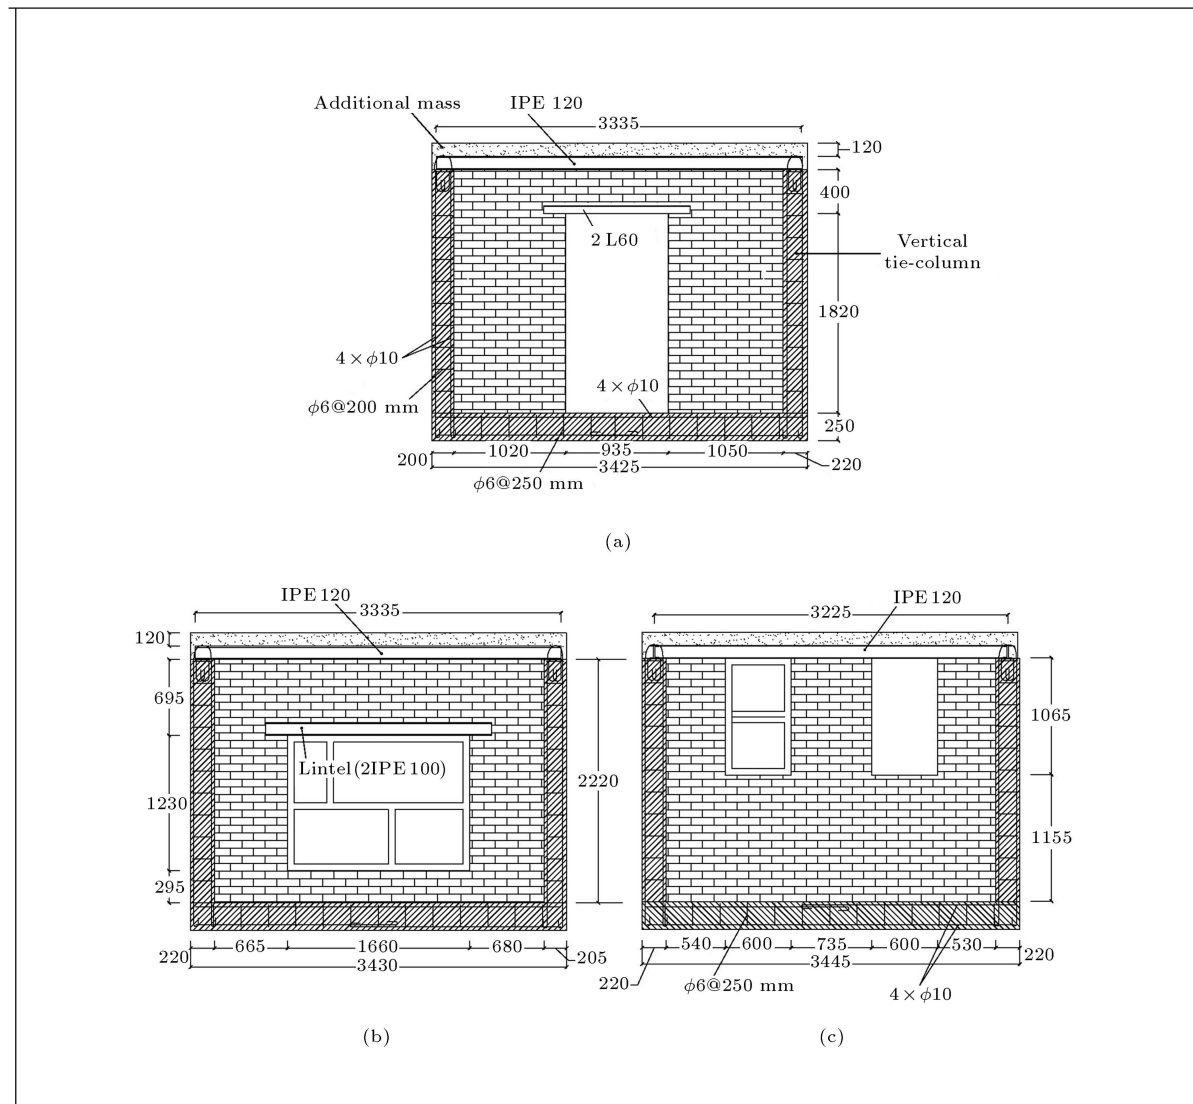 Additional mass
IPE 120
3335
120
400
2 L60
Vertical
tie-column
1820
4×ϕ10
4×ϕ10
ϕ6@200 mm
250
200
1020
935
1050
220
3425
ϕ6@250 mm
(a)
IPE 120
3335
120
695
Lintel (2IPE 100)
2220
1230
295
665
1660
680
220
205
3430
(b)
IPE 120
3225
1065
1155
540
600
735
600
530
220
3445
220
ϕ6@250 mm
4×ϕ10
(c)